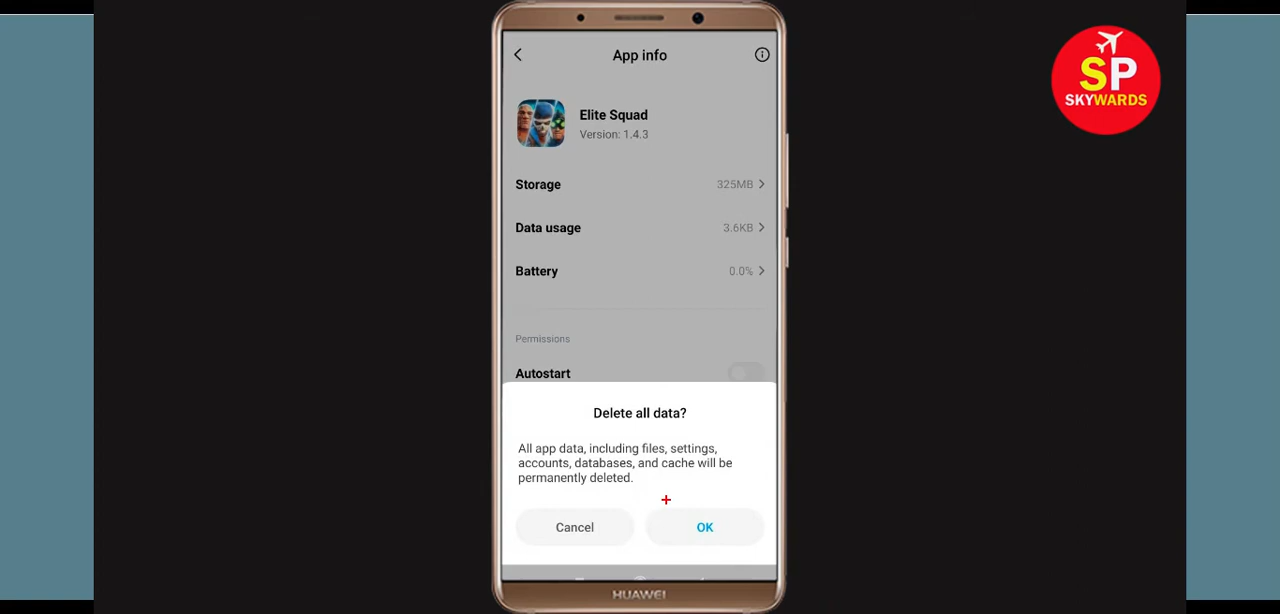 App info
SP
SKYWARDS
Elite Squad
Version: 1.4.3
Storage 325MB
Data usage 3.6KB
Battery 0.0%
Permissions
Autostart
Delete all data?
All app data, including files, settings,
accounts, databases, and cache will be
permanently deleted.
Cancel OK
HUAWEI